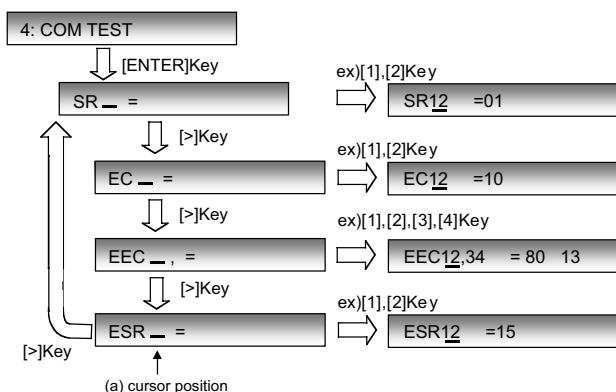 4: COM TEST
[ENTER]Key
ex)[1],[2]Key
SR _ =
SR12 =01
[>]Key
ex)[1],[2]Key
EC _ =
EC12 =10
[>]Key
ex)[1],[2],[3],[4]Key
EEC _ , =
EEC12,34 = 80 13
[>]Key
ex)[1],[2]Key
ESR _ =
ESR12 =15
[>]Key
(a) cursor position